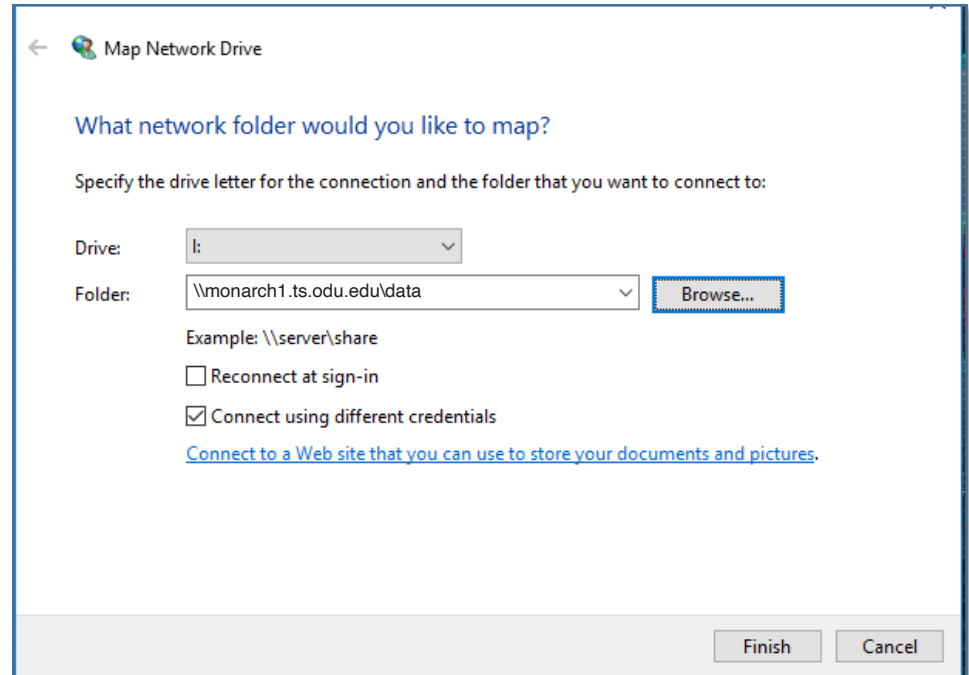 Map Network Drive
What network folder would you like to map?
Specify the drive letter for the connection and the folder that you want to connect to:
Drive: I:
Folder: \\monarch1.ts.odu.edu\data Browse...
Example: \\server\share
Reconnect at sign-in
Connect using different credentials
Connect to a Web site that you can use to store your documents and pictures.
Finish Cancel